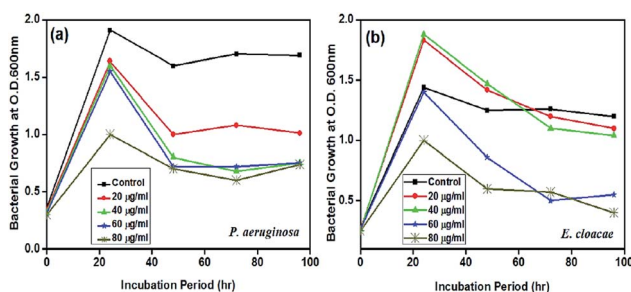 (a)
Bacterial Growth at O.D.600nm
2.0
1.5
1.0
0.5
0.0
Control
20 µg/ml
40 µg/ml
60 µg/ml
80 µg/ml
P. aeruginosa
0 20 40 60 80 100
Incubation Period (hr)
(b)
Bacterial Growth at O.D. 600nm
2.0
1.5
1.0
0.5
Control
20 µg/ml
40 µg/ml
60 µg/ml
80 µg/ml
E. cloacae
0 20 40 60 80 100
Incubation Period (hr)